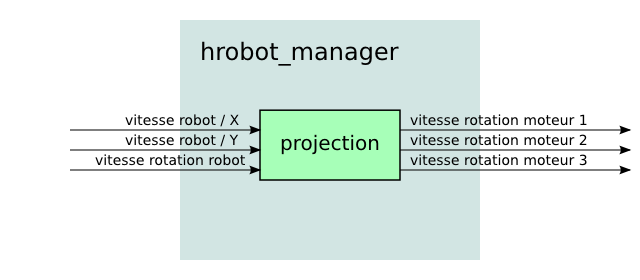 hrobot_manager
vitesse robot / X
vitesse robot / Y
vitesse rotation robot
projection
vitesse rotation moteur 1
vitesse rotation moteur 2
vitesse rotation moteur 3